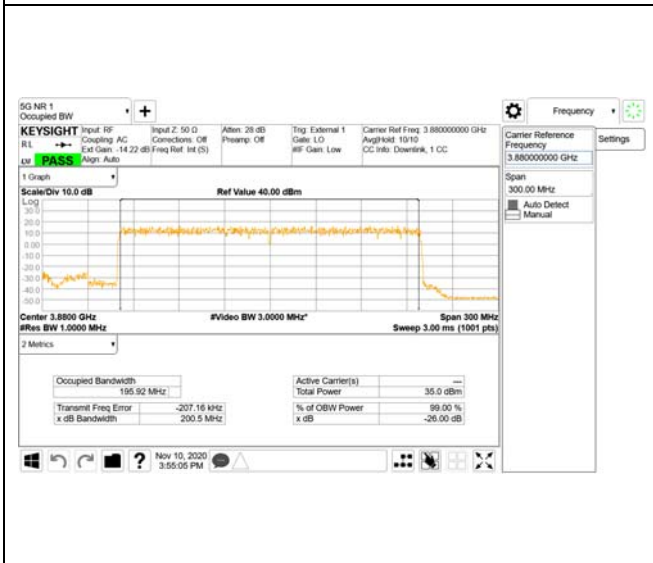 5G NR 1
Occupied BW
Frequency
KEYSIGHT Input: RF Input Z: 50 Ω Atten: 28 dB Trig: External 1 Carrier Ref Freq: 3.880000000 GHz
RL Coupling: AC Corrections: Off Preamp: Off Gate: LO Avg|Hold: 10/10
Ext Gain: -14.22 dB Freq Ref: Int (S) #IF Gain: Low CC Info: Downlink, 1 CC
PASS Align: Auto
Carrier Reference
Frequency
3.880000000 GHz
Settings
Span
300.00 MHz
Auto Detect
Manual
1 Graph
Scale/Div 10.0 dB Ref Value 40.00 dBm
Log
30.0
20.0
10.0
0.00
-10.0
-20.0
-30.0
-40.0
-50.0
Center 3.8800 GHz #Video BW 3.0000 MHz* Span 300 MHz
#Res BW 1.0000 MHz Sweep 3.00 ms (1001 pts)
2 Metrics
Occupied Bandwidth Active Carrier(s) ---
195.92 MHz Total Power 35.0 dBm
Transmit Freq Error -207.16 kHz % of OBW Power 99.00 %
x dB Bandwidth 200.5 MHz x dB -26.00 dB
? Nov 10, 2020
3:55:05 PM